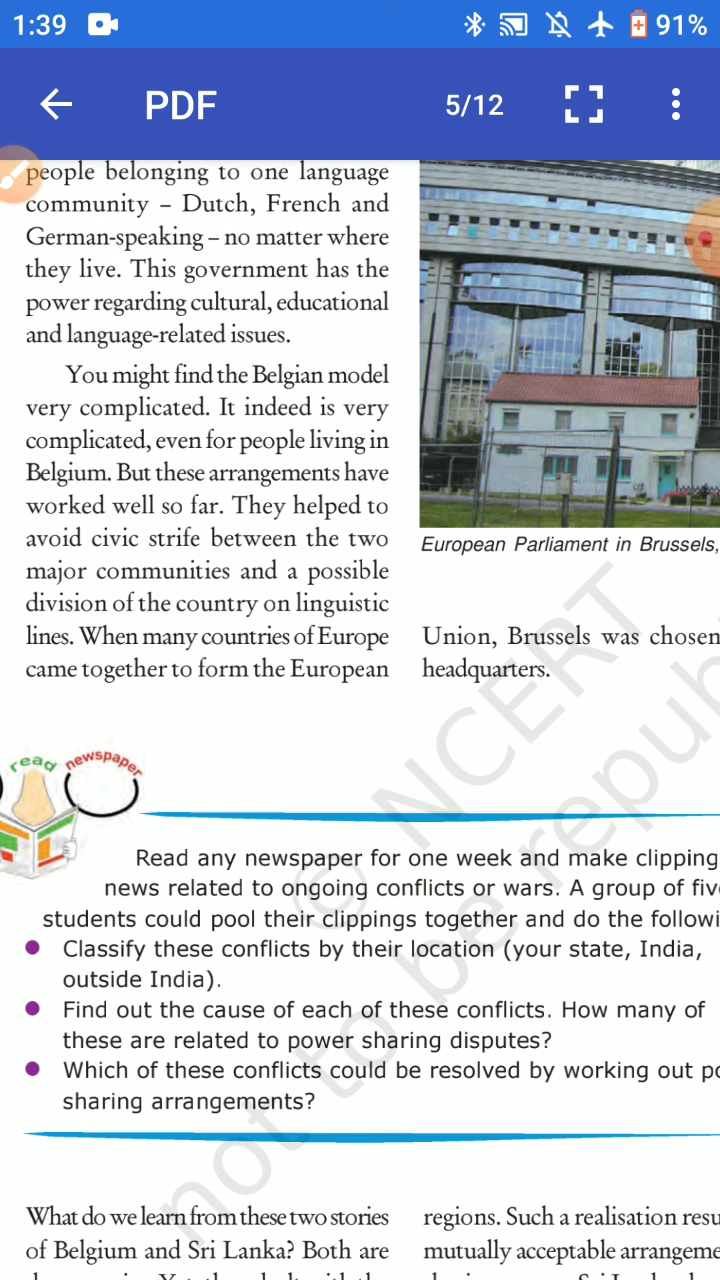 1:39
91%
PDF
5/12
people belonging to one language
community – Dutch, French and
German-speaking – no matter where
they live. This government has the
power regarding cultural, educational
and language-related issues.
You might find the Belgian model
very complicated. It indeed is very
complicated, even for people living in
Belgium. But these arrangements have
worked well so far. They helped to
avoid civic strife between the two
major communities and a possible
division of the country on linguistic
lines. When many countries of Europe
came together to form the European
European Parliament in Brussels,
Union, Brussels was chosen
headquarters.
© NCERT
not to be republ
read newspaper
Read any newspaper for one week and make clipping
news related to ongoing conflicts or wars. A group of five
students could pool their clippings together and do the followi
Classify these conflicts by their location (your state, India,
outside India).
Find out the cause of each of these conflicts. How many of
these are related to power sharing disputes?
Which of these conflicts could be resolved by working out po
sharing arrangements?
What do we learn from these two stories
of Belgium and Sri Lanka? Both are
regions. Such a realisation resu
mutually acceptable arrangeme